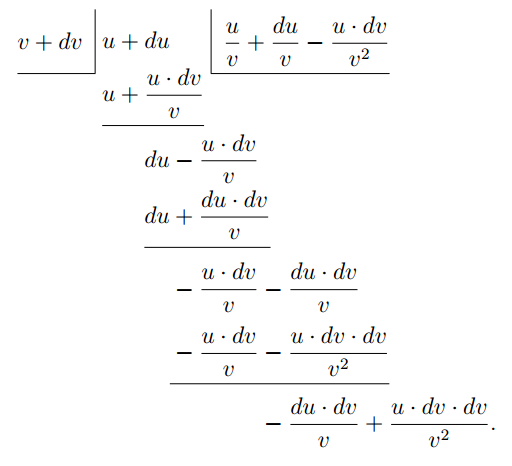 v + dv | u + du | u/v + du/v − u · dv/v²
u + u · dv/v
du − u · dv/v
du + du · dv/v
− u · dv/v − du · dv/v
− u · dv/v − u · dv · dv/v²
− du · dv/v + u · dv · dv/v².